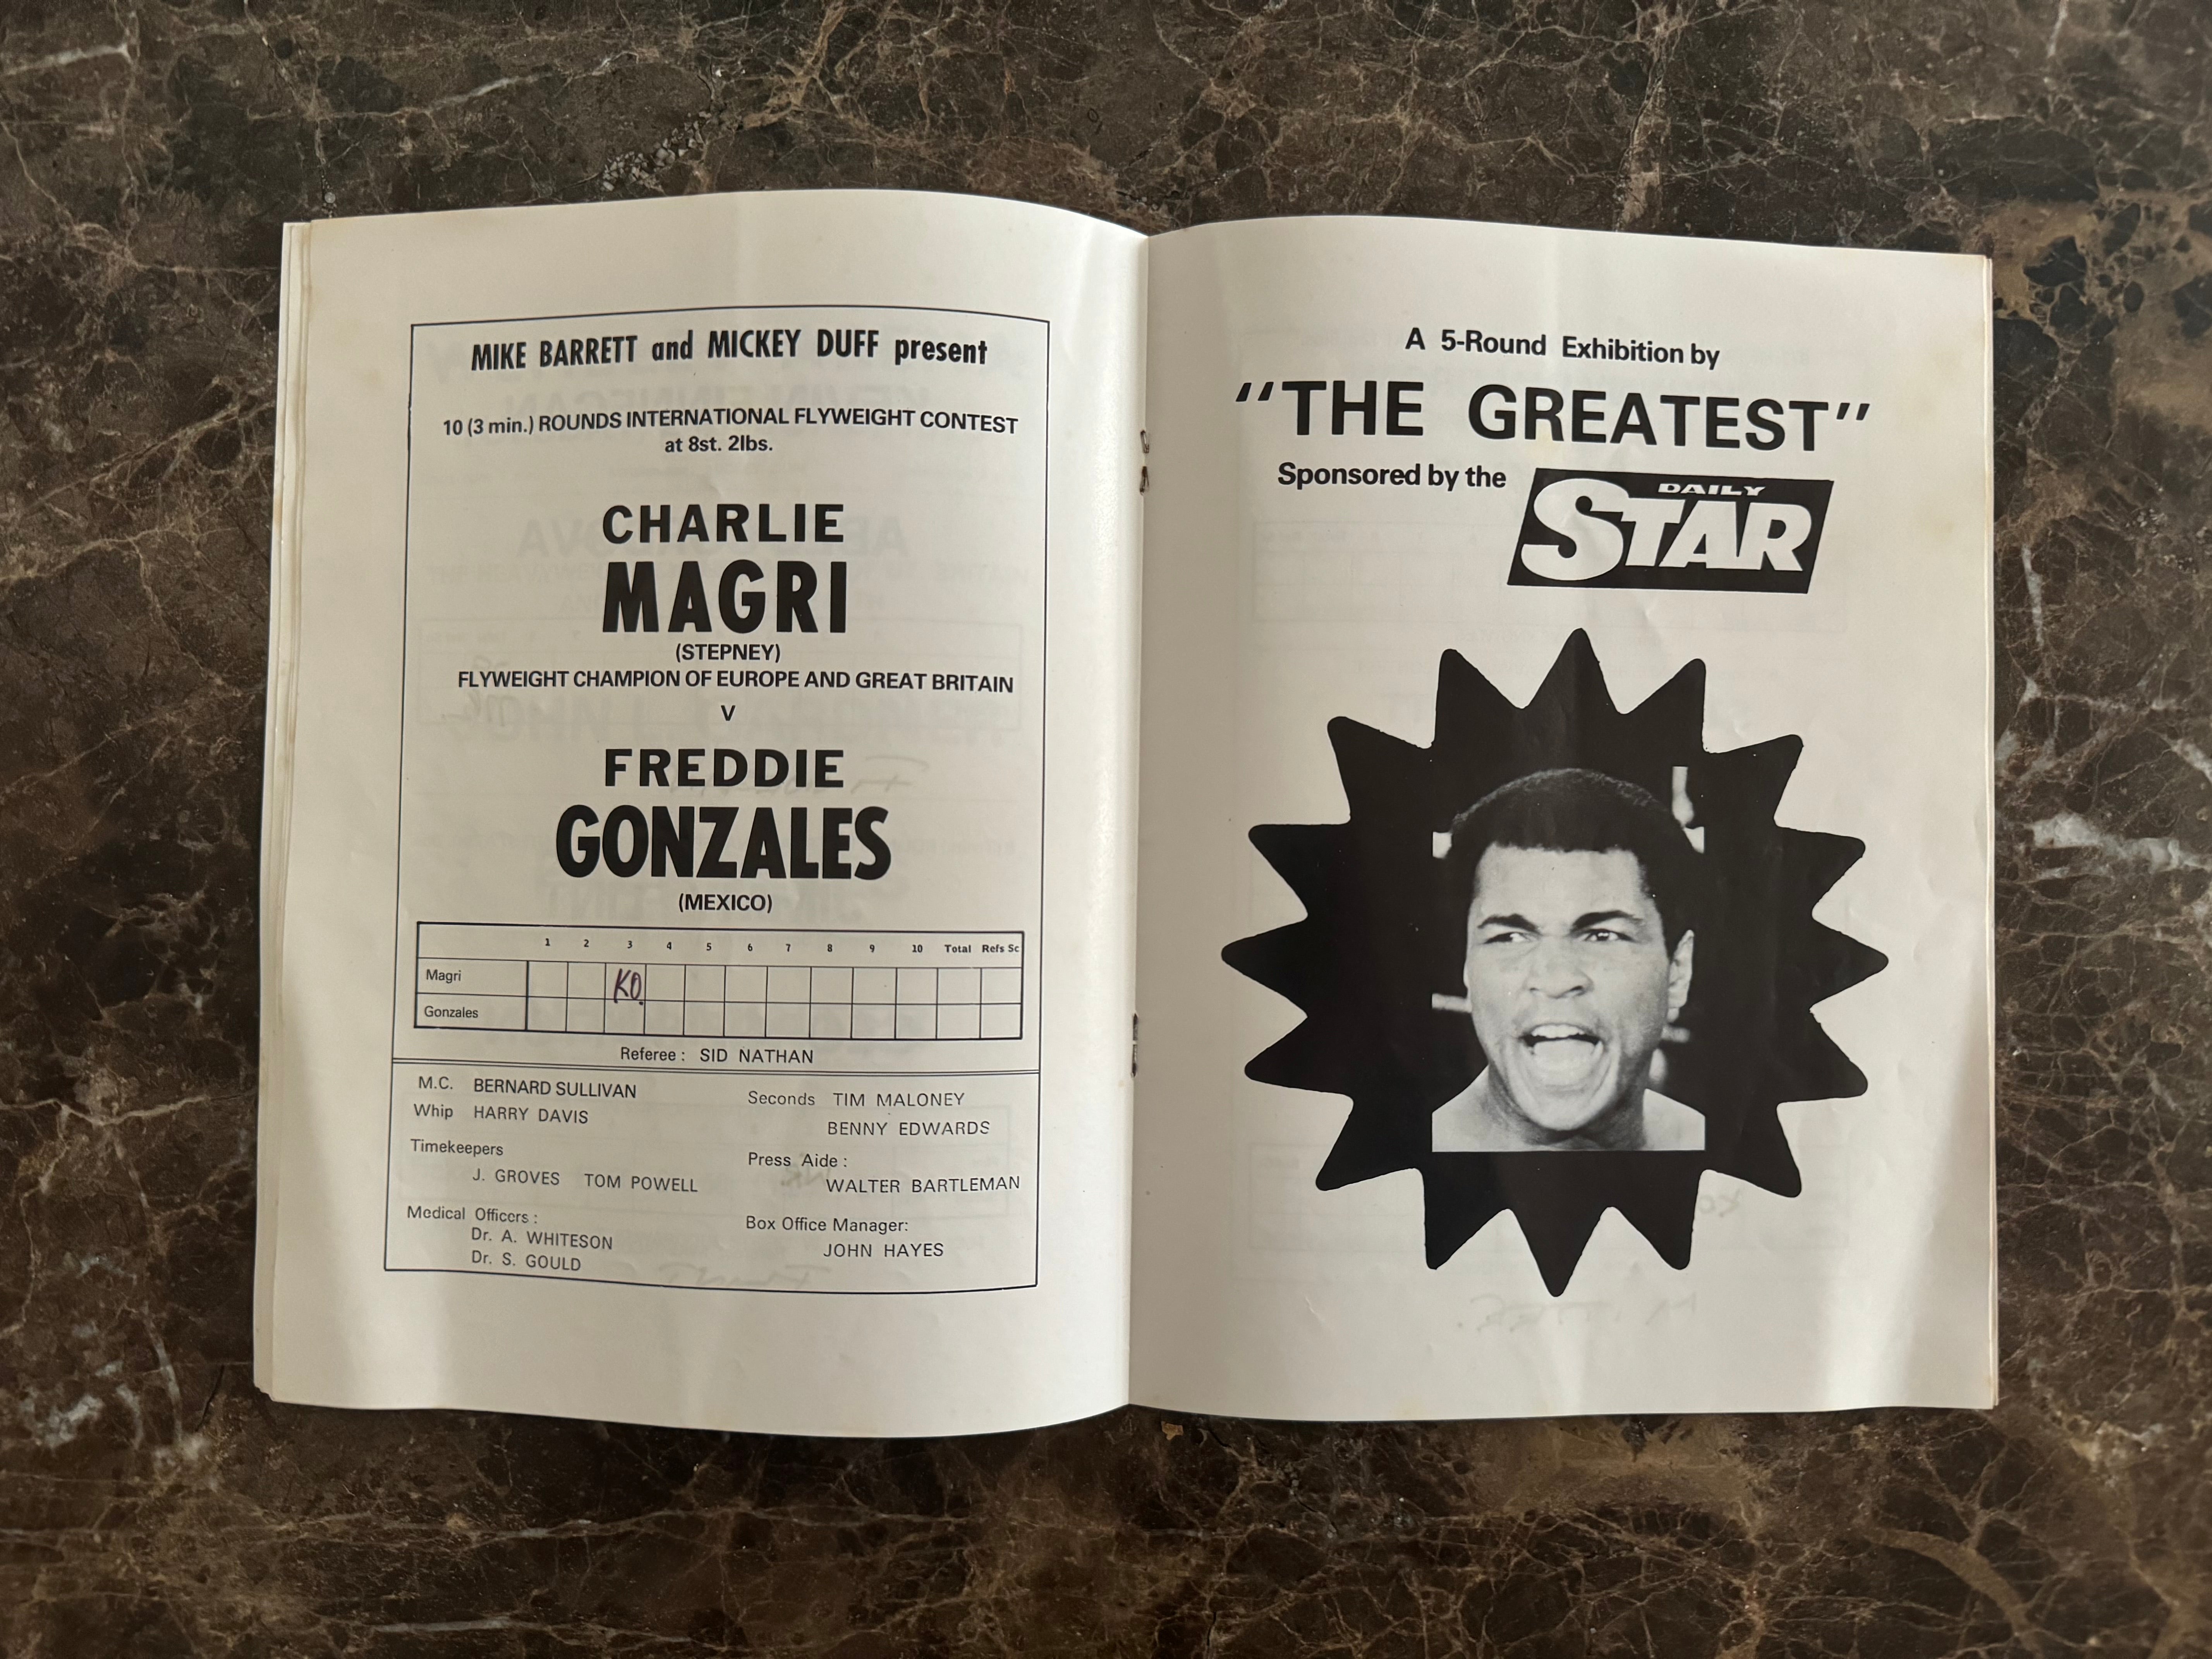 MIKE BARRETT and MICKEY DUFF present
10 (3 min.) ROUNDS INTERNATIONAL FLYWEIGHT CONTEST
at 8st. 2lbs.
CHARLIE
MAGRI
(STEPNEY)
FLYWEIGHT CHAMPION OF EUROPE AND GREAT BRITAIN
V
FREDDIE
GONZALES
(MEXICO)
1 2 3 4 5 6 7 8 9 10 Total Refs Sc
Magri KO.
Gonzales
Referee : SID NATHAN
M.C. BERNARD SULLIVAN
Whip HARRY DAVIS
Timekeepers
J. GROVES TOM POWELL
Medical Officers :
Dr. A. WHITESON
Dr. S. GOULD
Seconds TIM MALONEY
BENNY EDWARDS
Press Aide :
WALTER BARTLEMAN
Box Office Manager:
JOHN HAYES
A 5-Round Exhibition by
"THE GREATEST"
Sponsored by the
DAILY
STAR